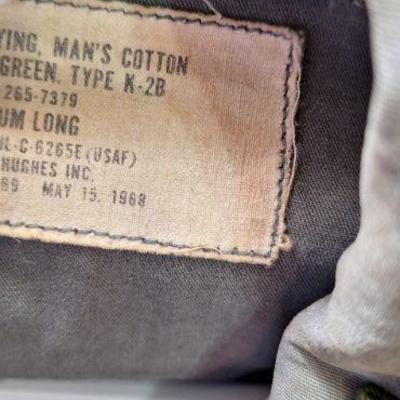 YING, MAN'S COTTON
GREEN, TYPE K-2B
-265-7379
UM LONG
IL-C-6265E (USAF)
HUGHES INC.
69 MAY 15, 1968